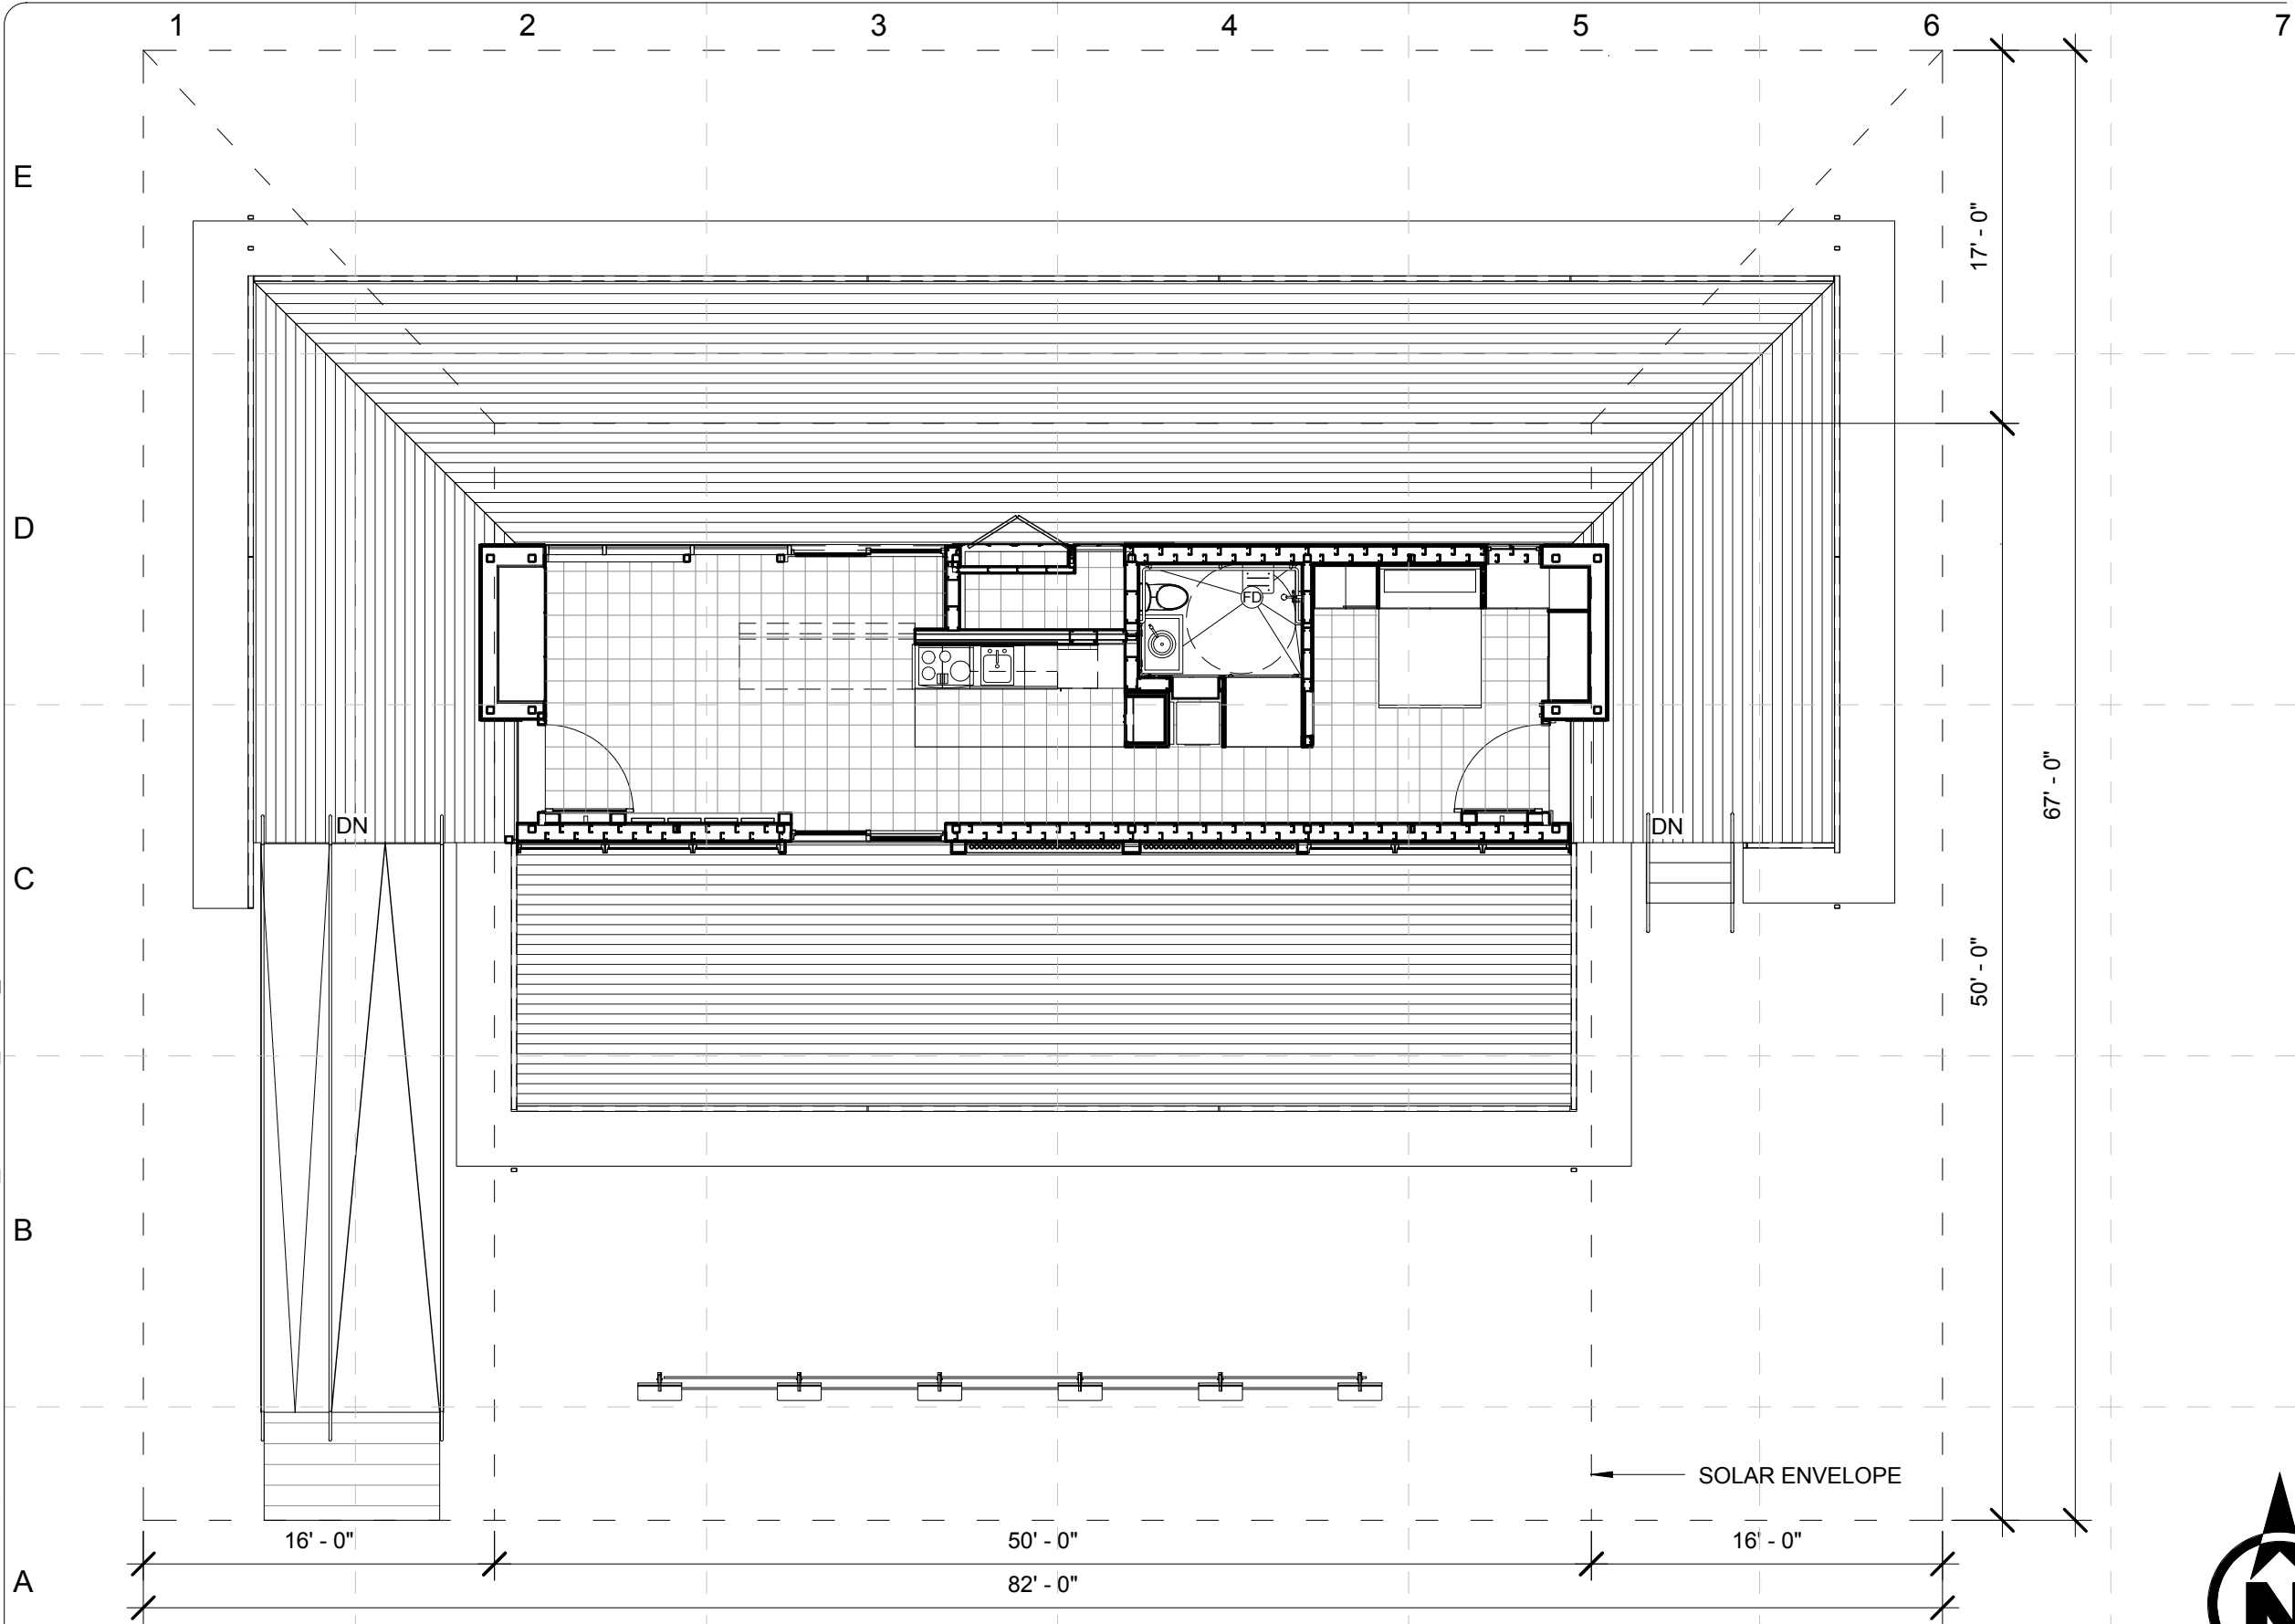 1 2 3 4 5 6 7
E
17' - 0"
D
FD
67' - 0"
DN
DN
C
50' - 0"
B
SOLAR ENVELOPE
16' - 0" 50' - 0" 16' - 0"
A
82' - 0"
N